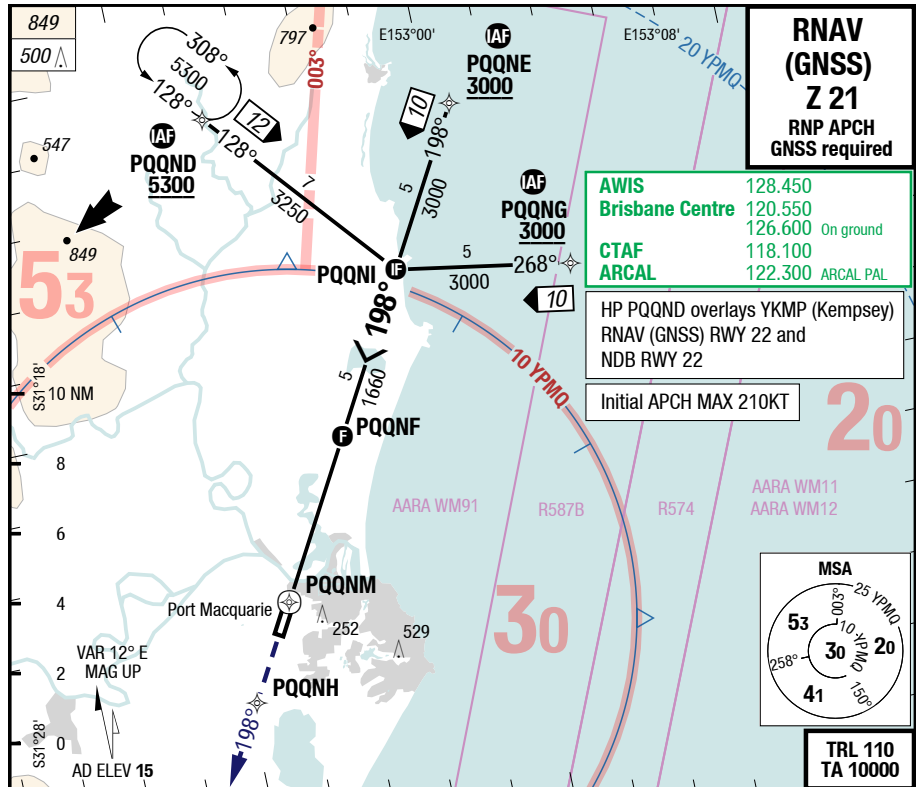 849
500
797
E153°00'
E153°08'
RNAV
(GNSS)
Z 21
RNP APCH
GNSS required
308°
5300
128°
003°
IAF
PQQNE
3000
20 YPMQ
12
10
198°
128°
547
IAF
PQQND
5300
7
3250
5
3000
IAF
PQQNG
3000
AWIS 128.450
Brisbane Centre 120.550
126.600 On ground
CTAF 118.100
ARCAL 122.300 ARCAL PAL
849
53
PQQNI
IF
5
3000
268°
10
HP PQQND overlays YKMP (Kempsey)
RNAV (GNSS) RWY 22 and
NDB RWY 22
198°
10 YPMQ
S31°18'
10 NM
5
1660
Initial APCH MAX 210KT
20
F
PQQNF
8
AARA WM91
R587B
R574
AARA WM11
AARA WM12
6
PQQNM
Port Macquarie
4
252
529
30
MSA
25 YPMQ
003°
53
10 YPMQ
30
20
258°
41
150°
VAR 12° E
MAG UP
2
PQQNH
198°
S31°28'
0
AD ELEV 15
TRL 110
TA 10000